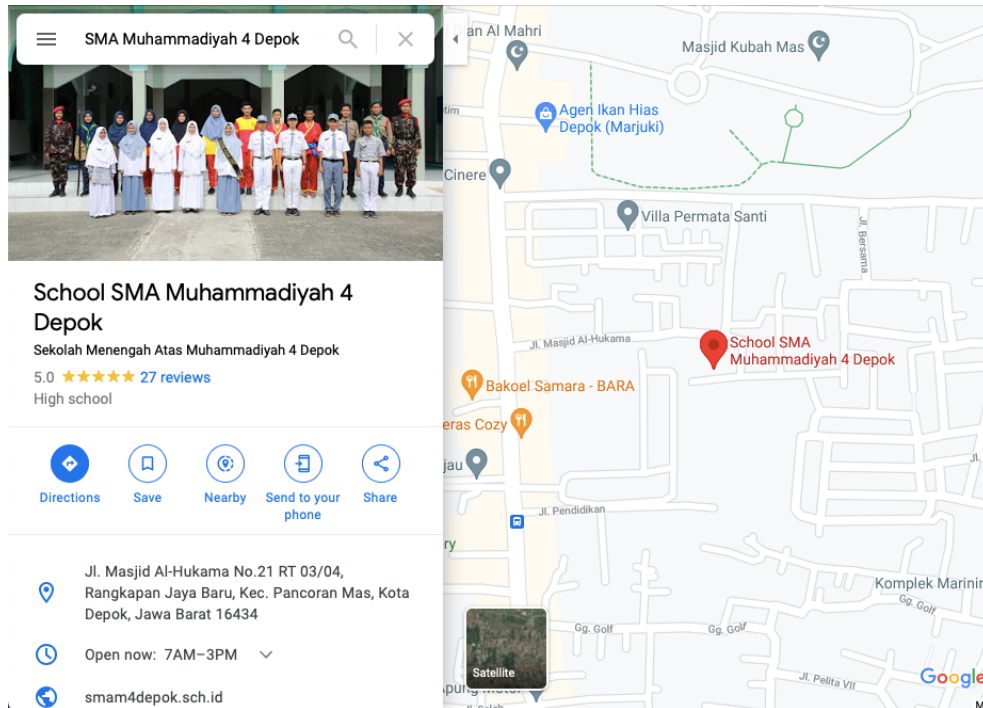 SMA Muhammadiyah 4 Depok
School SMA Muhammadiyah 4
Depok
Sekolah Menengah Atas Muhammadiyah 4 Depok
5.0 27 reviews
High school
Directions
Save
Nearby
Send to your
phone
Share
Jl. Masjid Al-Hukama No.21 RT 03/04,
Rangkapan Jaya Baru, Kec. Pancoran Mas, Kota
Depok, Jawa Barat 16434
Open now: 7AM–3PM
smam4depok.sch.id
an Al Mahri
Masjid Kubah Mas
Agen Ikan Hias
Depok (Marjuki)
Cinere
Villa Permata Santi
Jl. Bersama
Jl. Masjid Al-Hukama
School SMA
Muhammadiyah 4 Depok
Bakoel Samara - BARA
eras Cozy
jau
Jl.
Jl. Pendidikan
ry
Komplek Marinir
Gg. Golf
Gg. Golf
Gg. Golf
Satellite
Jl. Pelita VII
Google